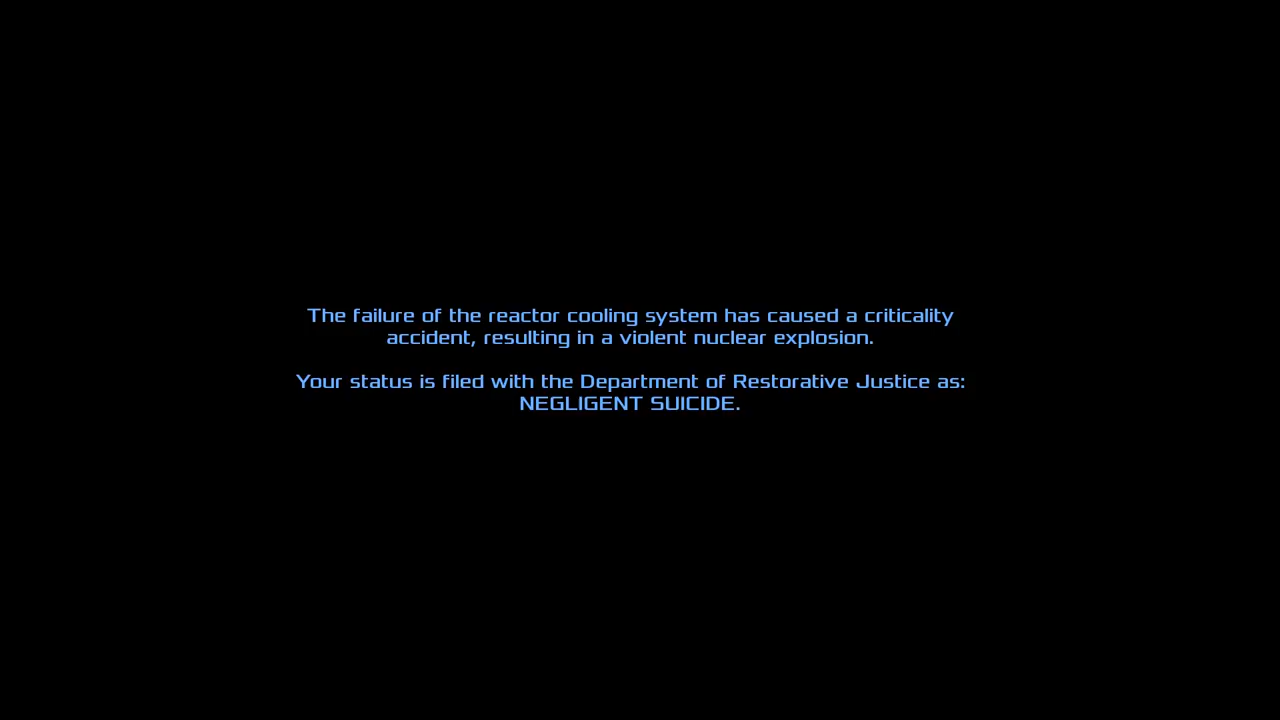 The failure of the reactor cooling system has caused a criticality
accident, resulting in a violent nuclear explosion.
Your status is filed with the Department of Restorative Justice as:
NEGLIGENT SUICIDE.